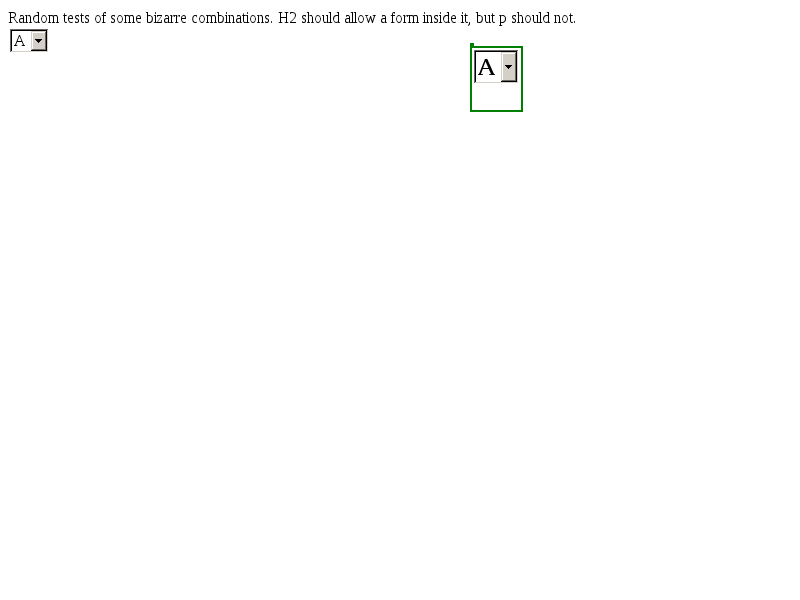 Random tests of some bizarre combinations. H2 should allow a form inside it, but p should not.
A
A